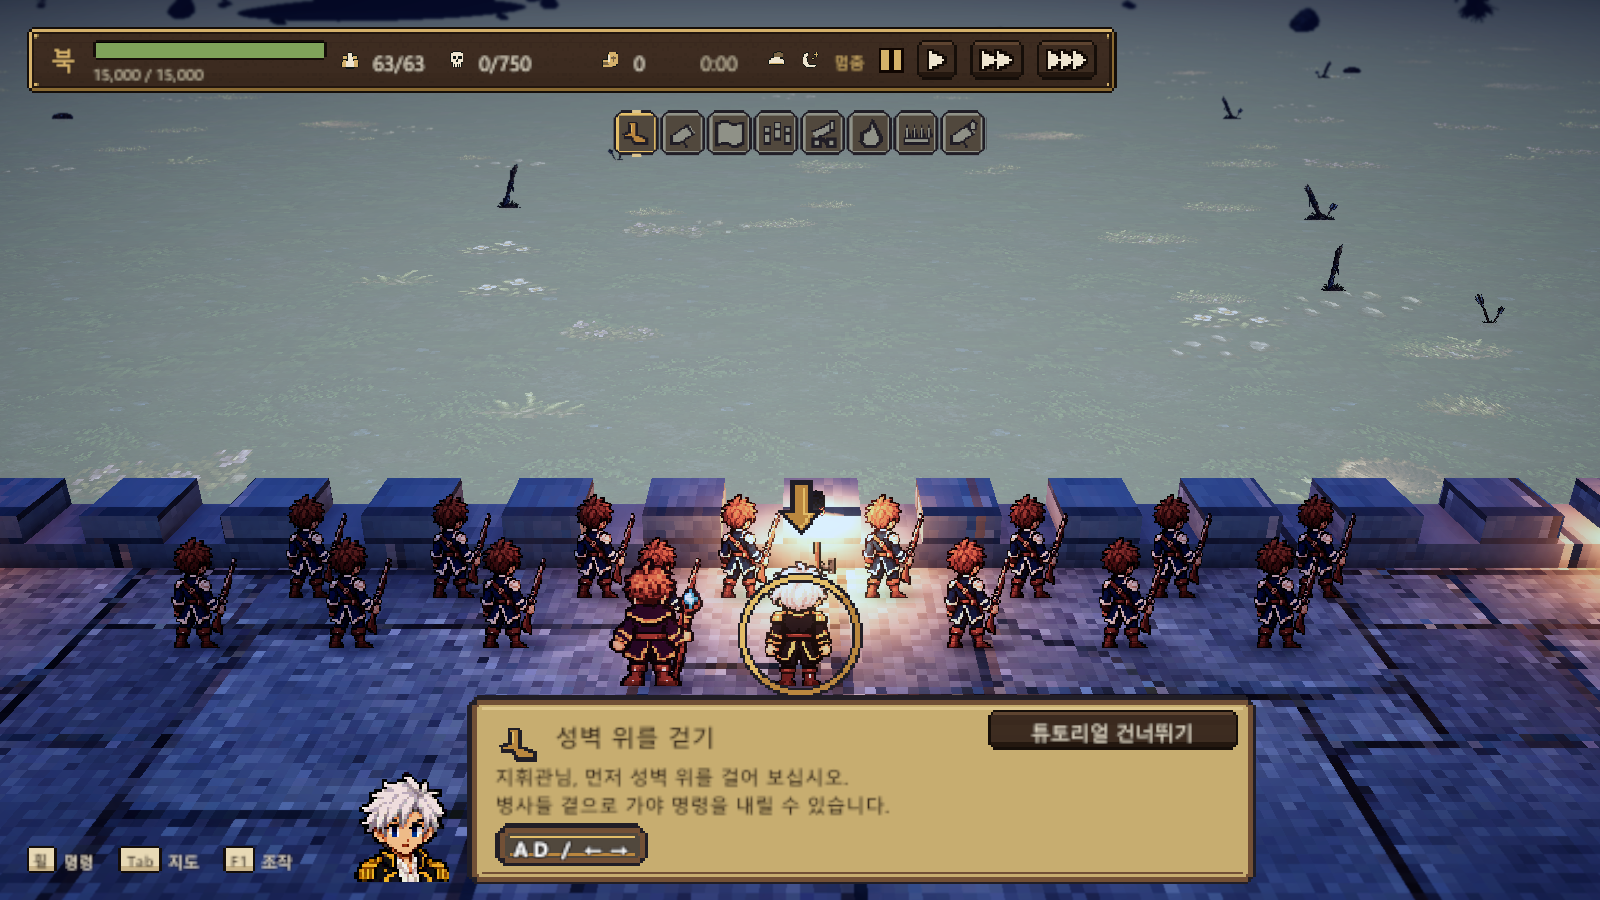 북
15,000 / 15,000
63/63
0/750
0
0:00
멈춤
성벽 위를 걷기
튜토리얼 건너뛰기
지휘관님, 먼저 성벽 위를 걸어 보십시오.
병사들 곁으로 가야 명령을 내릴 수 있습니다.
A D / ← →
휠 명령
Tab 지도
F1 조작